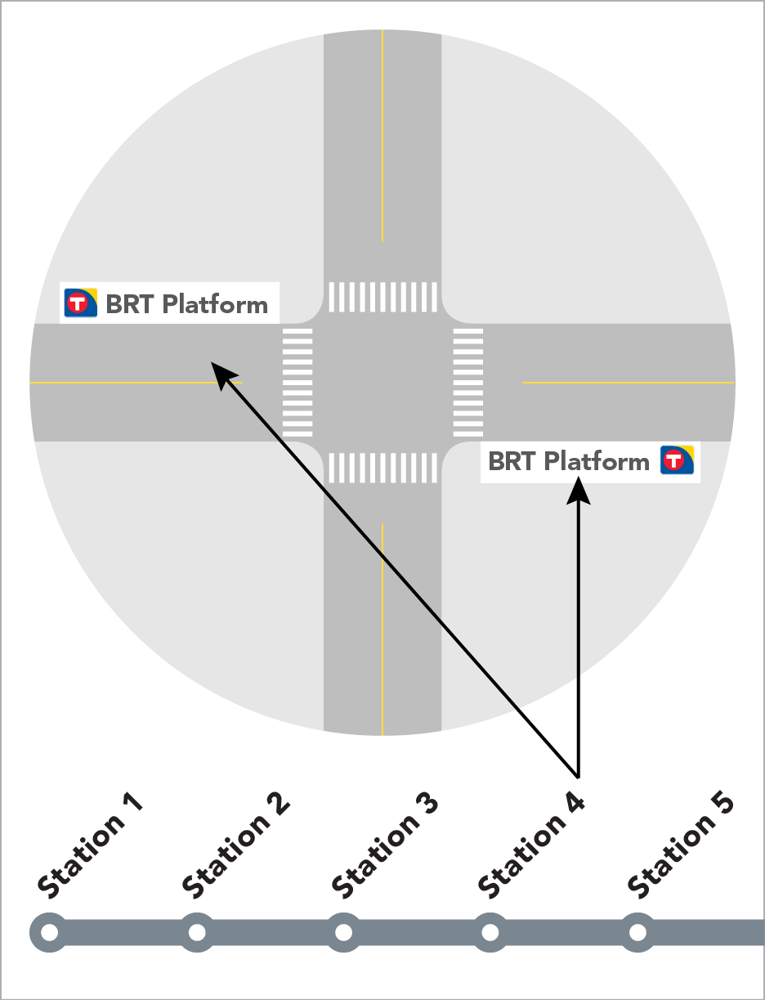 T BRT Platform
BRT Platform T
Station 1
Station 2
Station 3
Station 4
Station 5